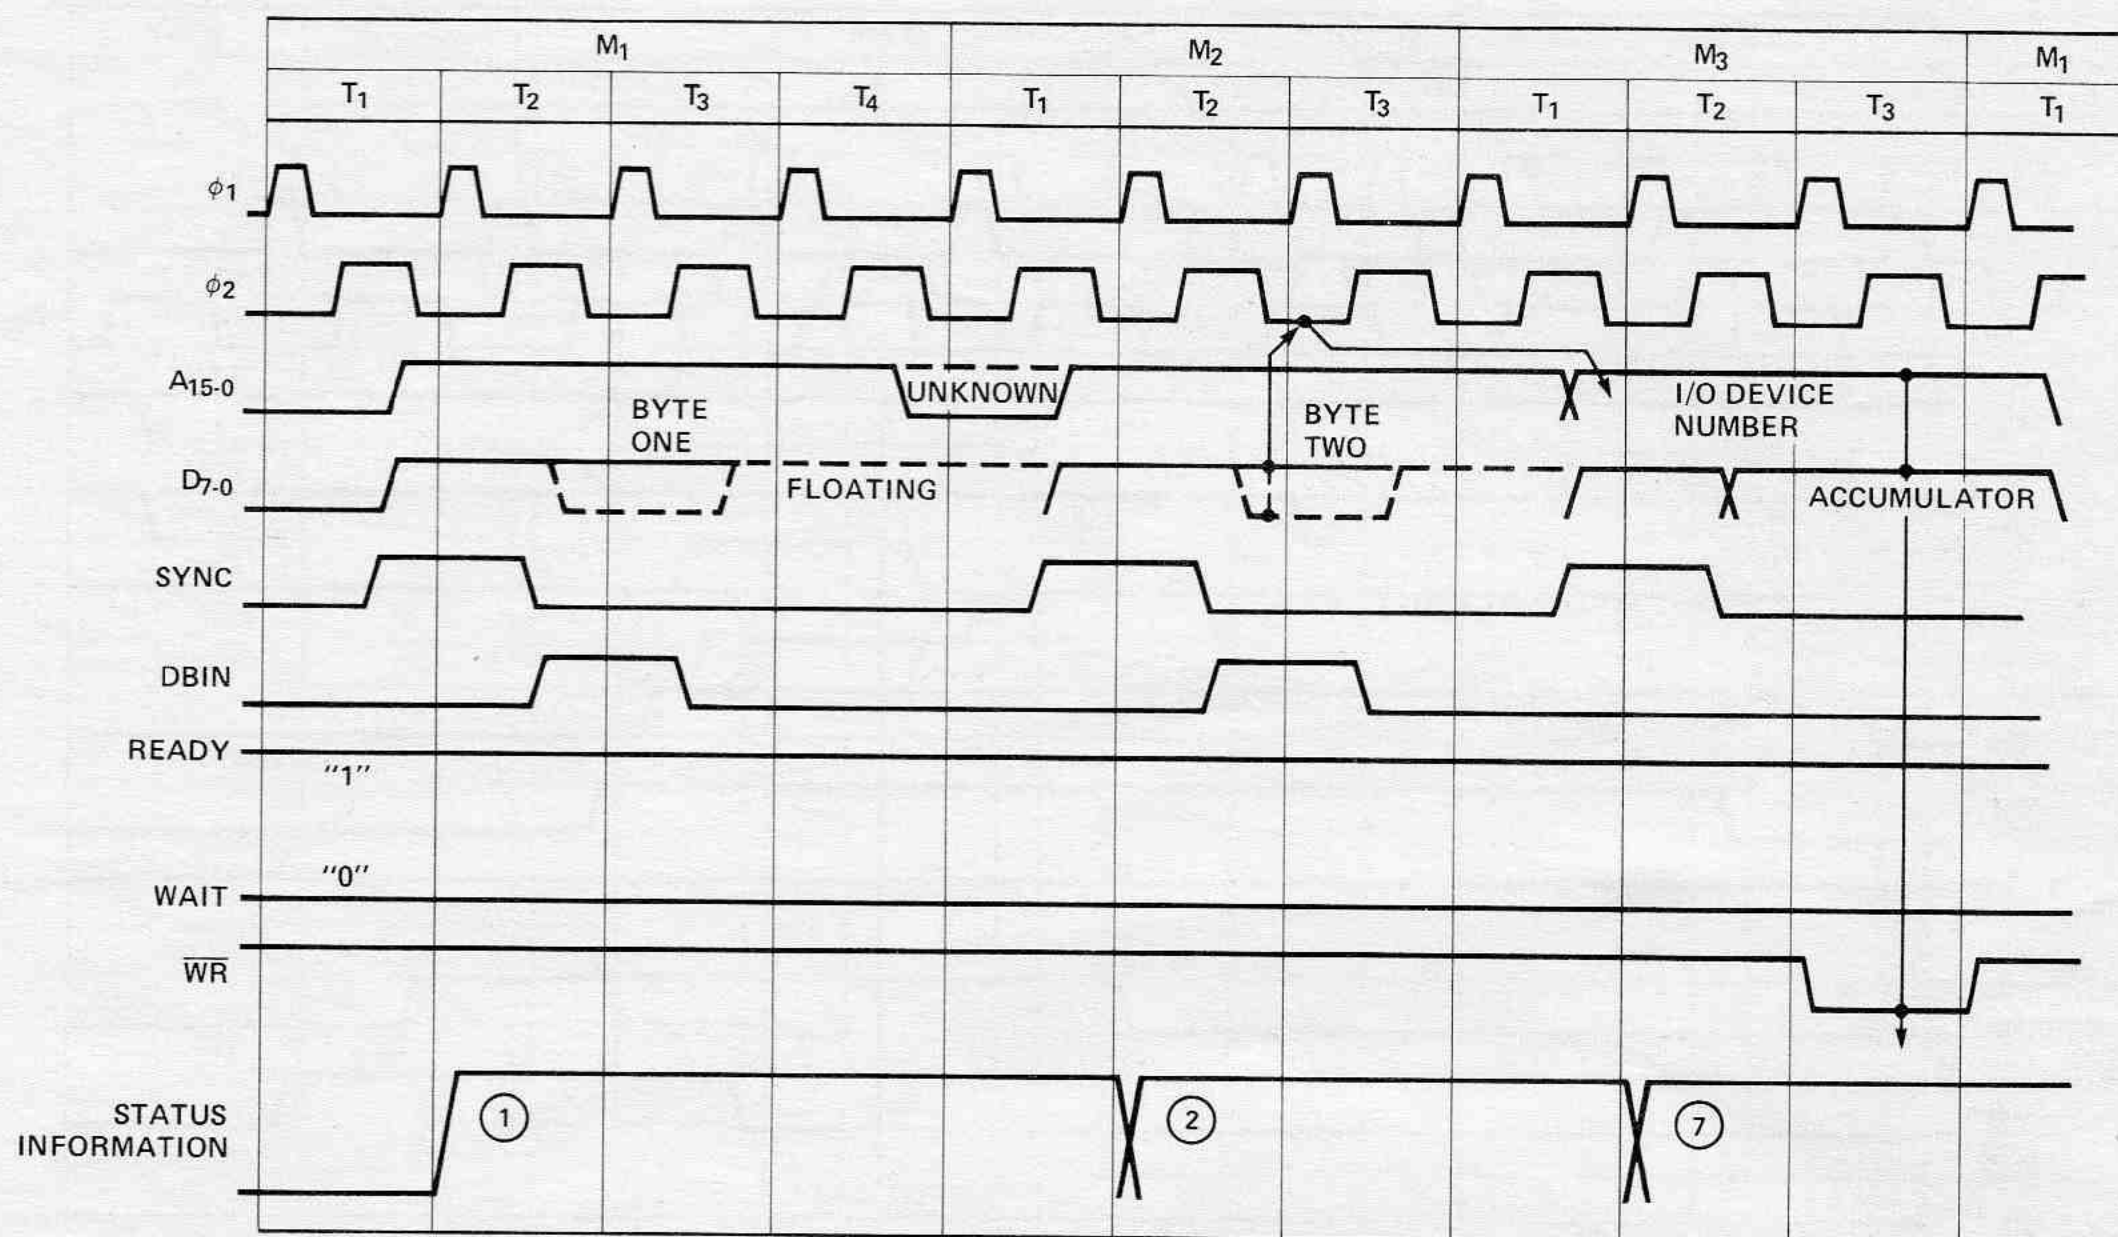 M1 M2 M3 M1
T1 T2 T3 T4 T1 T2 T3 T1 T2 T3 T1
ϕ1
ϕ2
A15-0
UNKNOWN
I/O DEVICE
NUMBER
BYTE
ONE
BYTE
TWO
D7-0
FLOATING
ACCUMULATOR
SYNC
DBIN
READY
"1"
"0"
WAIT
W̅R̅
STATUS
INFORMATION
1
2
7